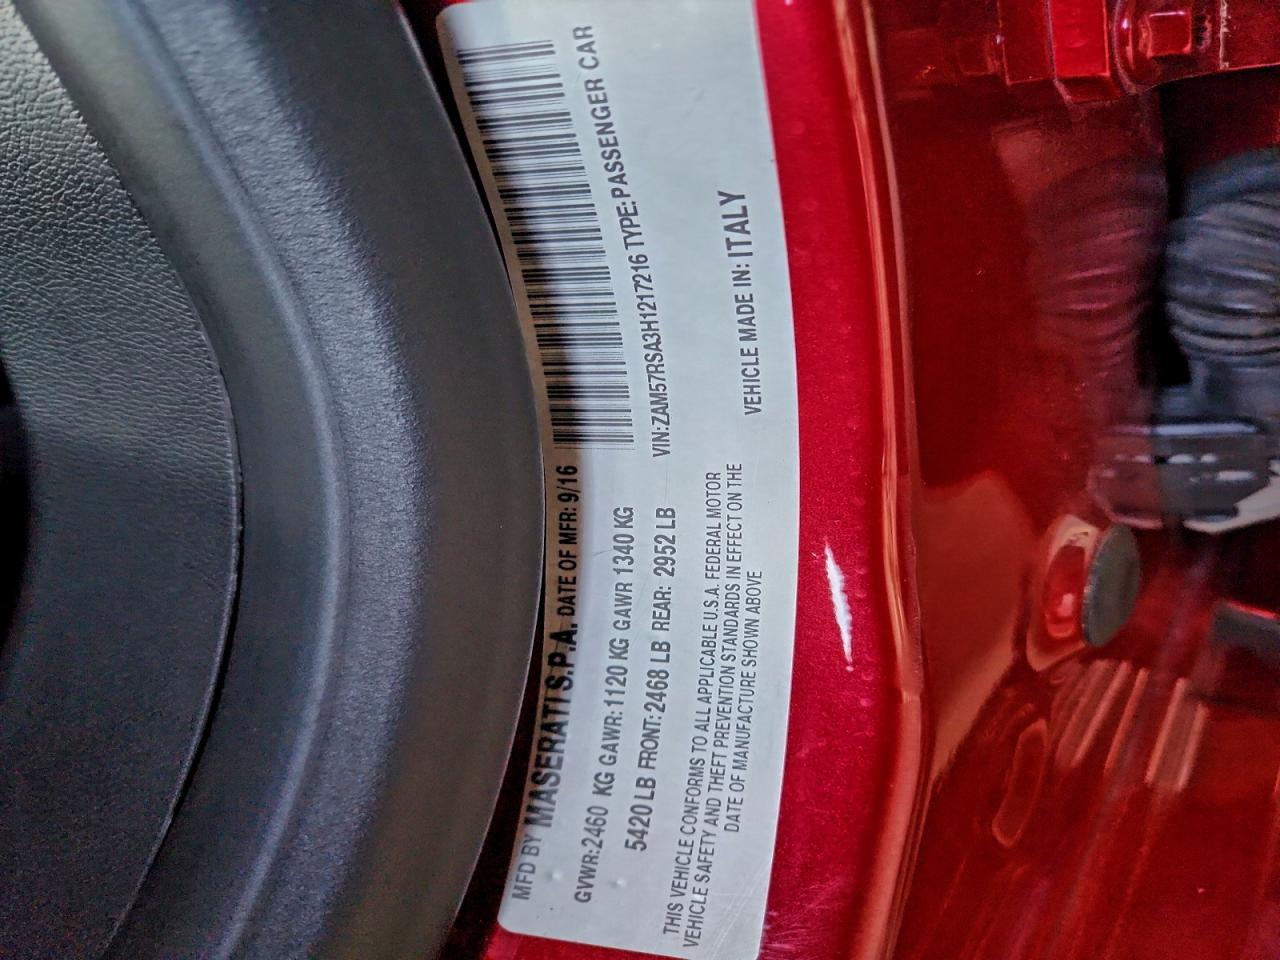 MFD BY MASERATI S.P.A. DATE OF MFR: 9/16
GVWR:2460 KG GAWR:1120 KG GAWR 1340 KG
5420 LB FRONT:2468 LB REAR: 2952 LB
VIN:ZAM57RSA3H1217216 TYPE:PASSENGER CAR
THIS VEHICLE CONFORMS TO ALL APPLICABLE U.S.A. FEDERAL MOTOR
VEHICLE SAFETY AND THEFT PREVENTION STANDARDS IN EFFECT ON THE
DATE OF MANUFACTURE SHOWN ABOVE
VEHICLE MADE IN: ITALY